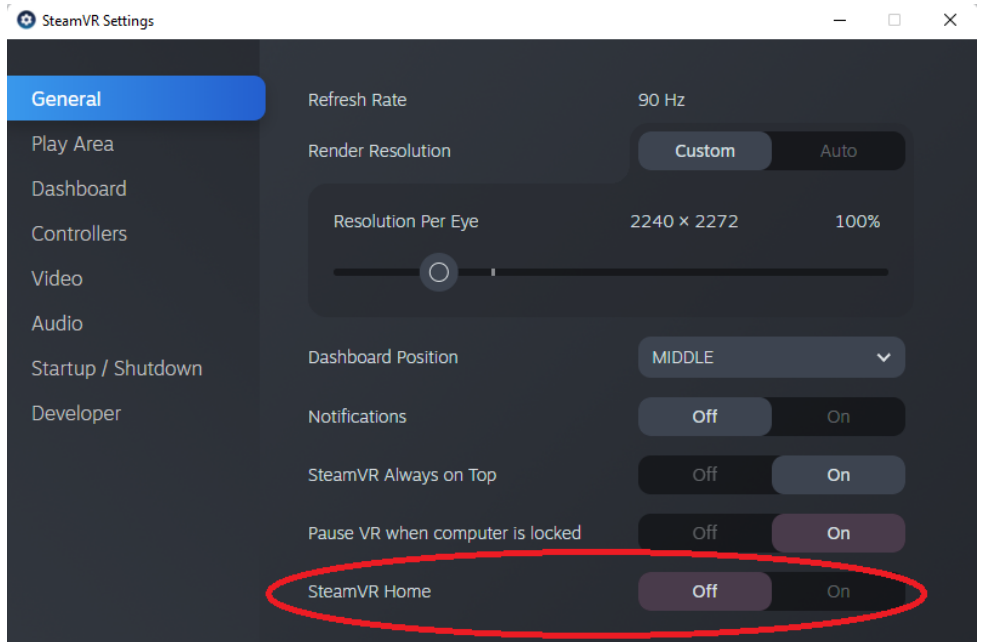 SteamVR Settings
General
Play Area
Dashboard
Controllers
Video
Audio
Startup / Shutdown
Developer
Refresh Rate 90 Hz
Render Resolution Custom Auto
Resolution Per Eye 2240 × 2272 100%
Dashboard Position MIDDLE
Notifications Off On
SteamVR Always on Top Off On
Pause VR when computer is locked Off On
SteamVR Home Off On